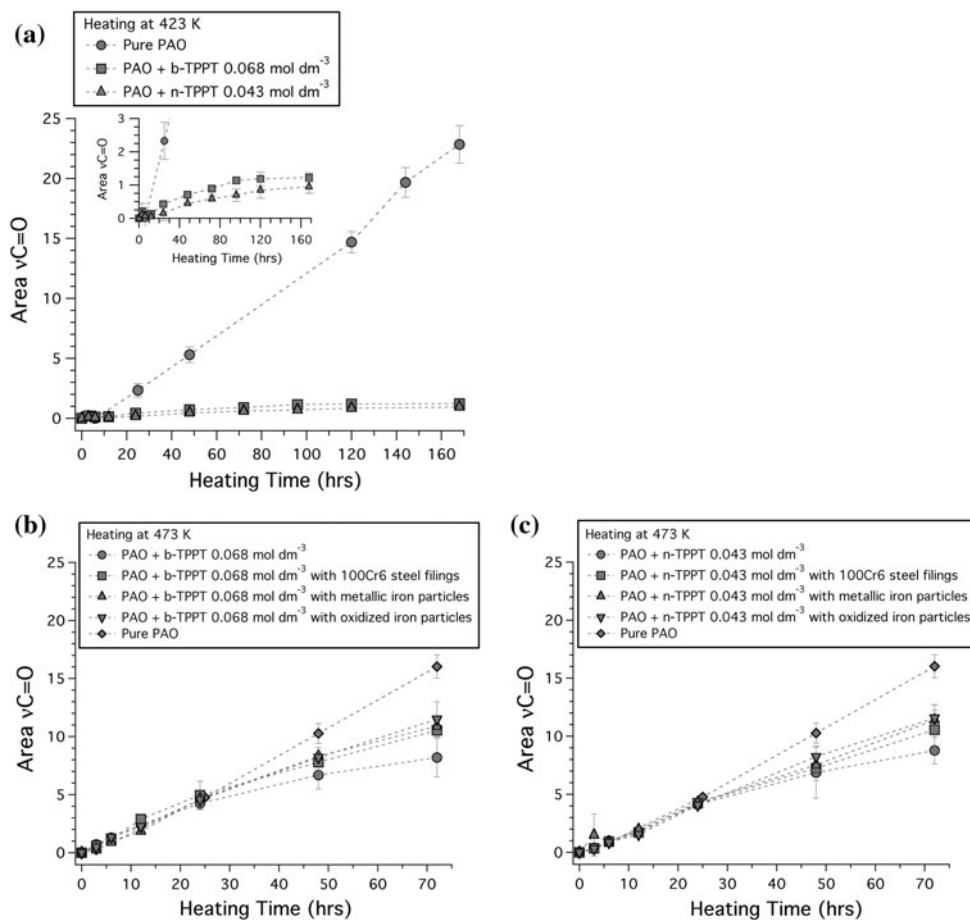 (a)
Heating at 423 K
Pure PAO
PAO + b-TPPT 0.068 mol dm⁻³
PAO + n-TPPT 0.043 mol dm⁻³
25
20
15
10
5
0
Area νC=O
3
2
1
0
Area νC=O
0 40 80 120 160
Heating Time (hrs)
0 20 40 60 80 100 120 140 160
Heating Time (hrs)
(b)
Heating at 473 K
PAO + b-TPPT 0.068 mol dm⁻³
PAO + b-TPPT 0.068 mol dm⁻³ with 100Cr6 steel filings
PAO + b-TPPT 0.068 mol dm⁻³ with metallic iron particles
PAO + b-TPPT 0.068 mol dm⁻³ with oxidized iron particles
Pure PAO
25
20
15
10
5
0
Area νC=O
0 10 20 30 40 50 60 70
Heating Time (hrs)
(c)
Heating at 473 K
PAO + n-TPPT 0.043 mol dm⁻³
PAO + n-TPPT 0.043 mol dm⁻³ with 100Cr6 steel filings
PAO + n-TPPT 0.043 mol dm⁻³ with metallic iron particles
PAO + n-TPPT 0.043 mol dm⁻³ with oxidized iron particles
Pure PAO
25
20
15
10
5
0
Area νC=O
0 10 20 30 40 50 60 70
Heating Time (hrs)